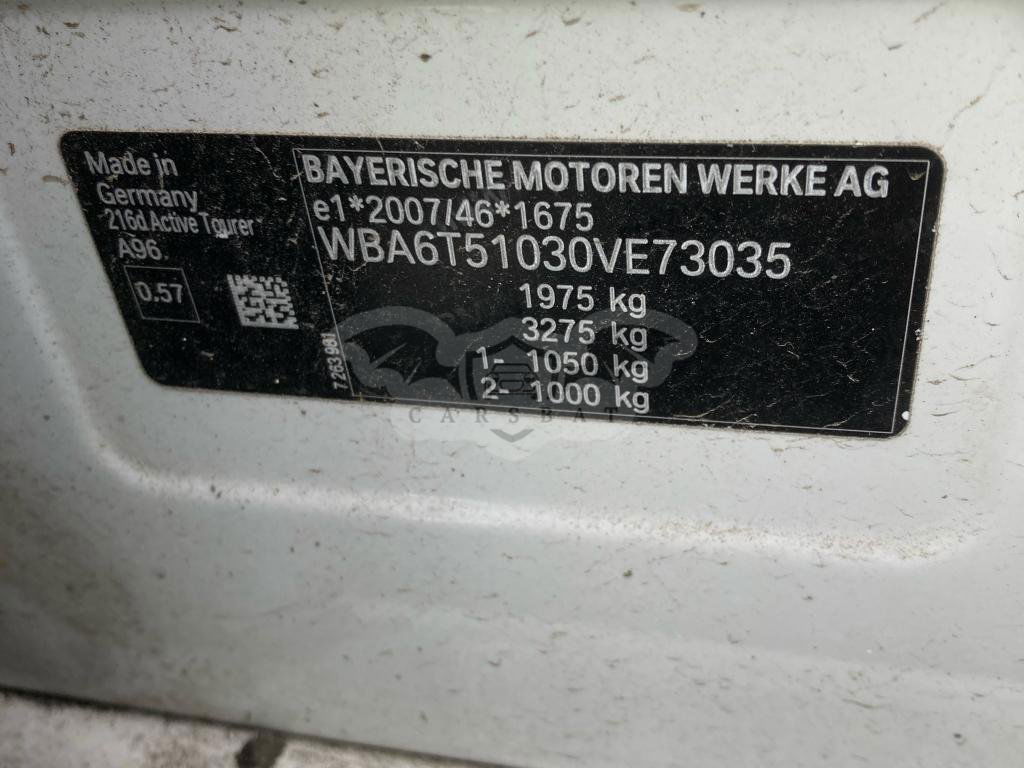 Made in
Germany
216d Active Tourer
A96.
0.57
7 263 981
BAYERISCHE MOTOREN WERKE AG
e1*2007/46*1675
WBA6T51030VE73035
1975 kg
3275 kg
1- 1050 kg
2- 1000 kg
CARSBAT